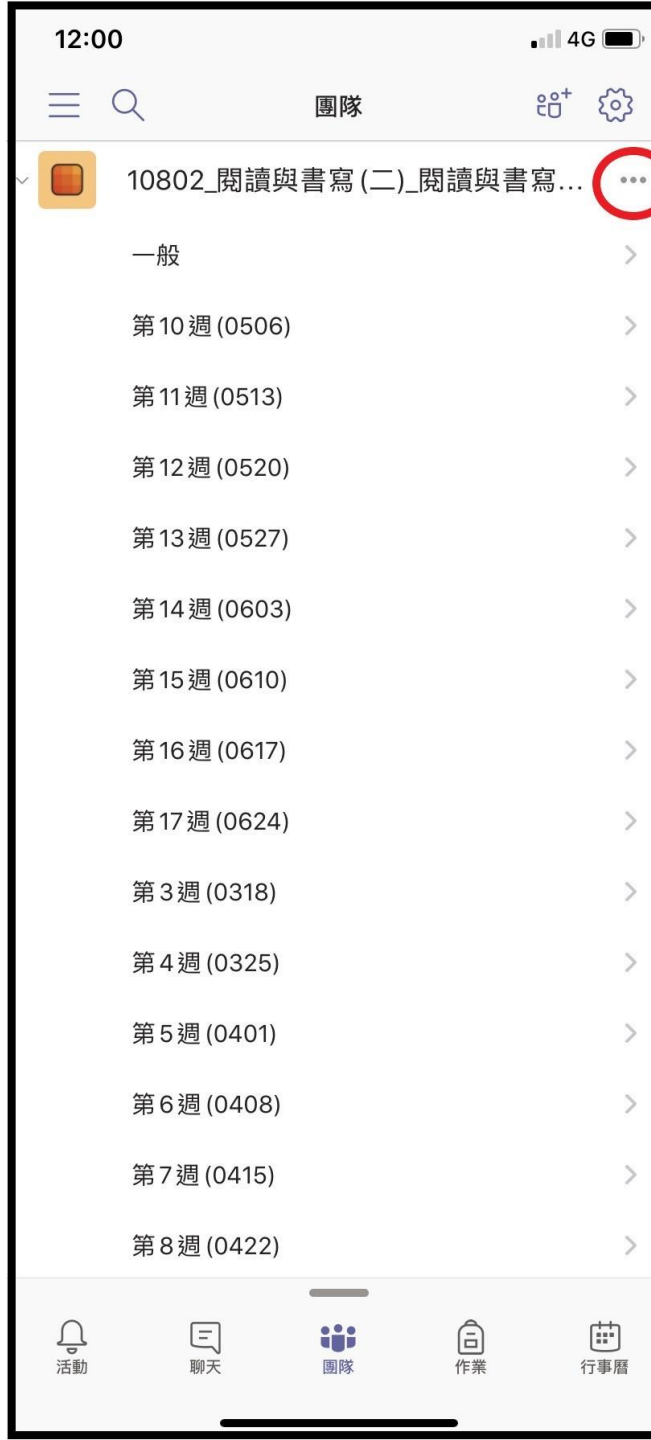 12:00 4G
團隊
10802_閱讀與書寫(二)_閱讀與書寫...
一般
第10週(0506)
第11週(0513)
第12週(0520)
第13週(0527)
第14週(0603)
第15週(0610)
第16週(0617)
第17週(0624)
第3週(0318)
第4週(0325)
第5週(0401)
第6週(0408)
第7週(0415)
第8週(0422)
活動 聊天 團隊 作業 行事曆